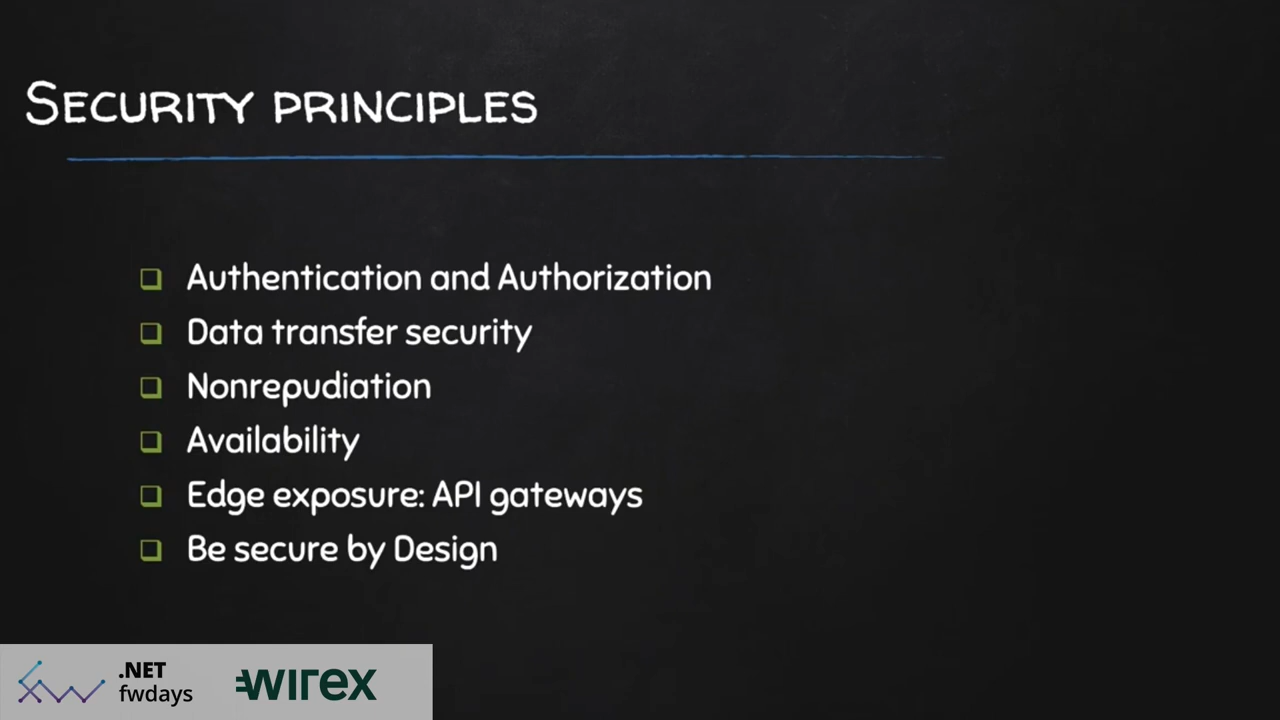 Security principles
Authentication and Authorization
Data transfer security
Nonrepudiation
Availability
Edge exposure: API gateways
Be secure by Design
.NET
fwdays
wirex